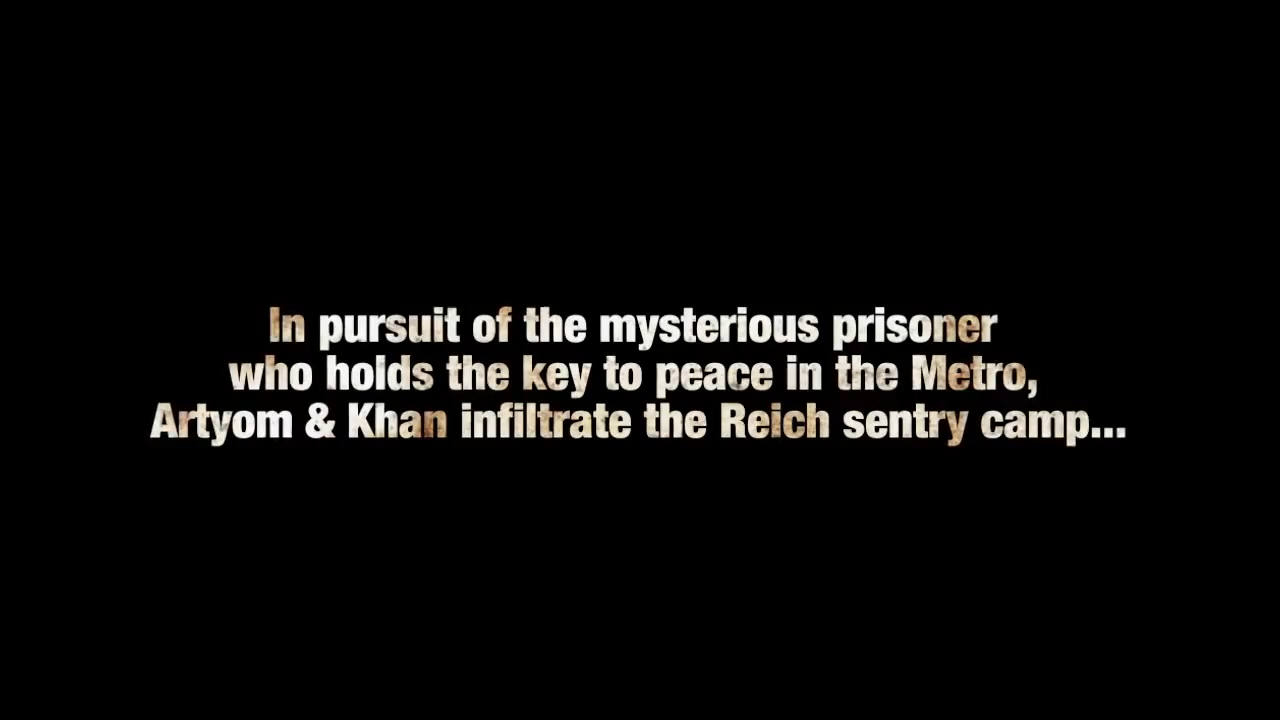 In pursuit of the mysterious prisoner
who holds the key to peace in the Metro,
Artyom & Khan infiltrate the Reich sentry camp...